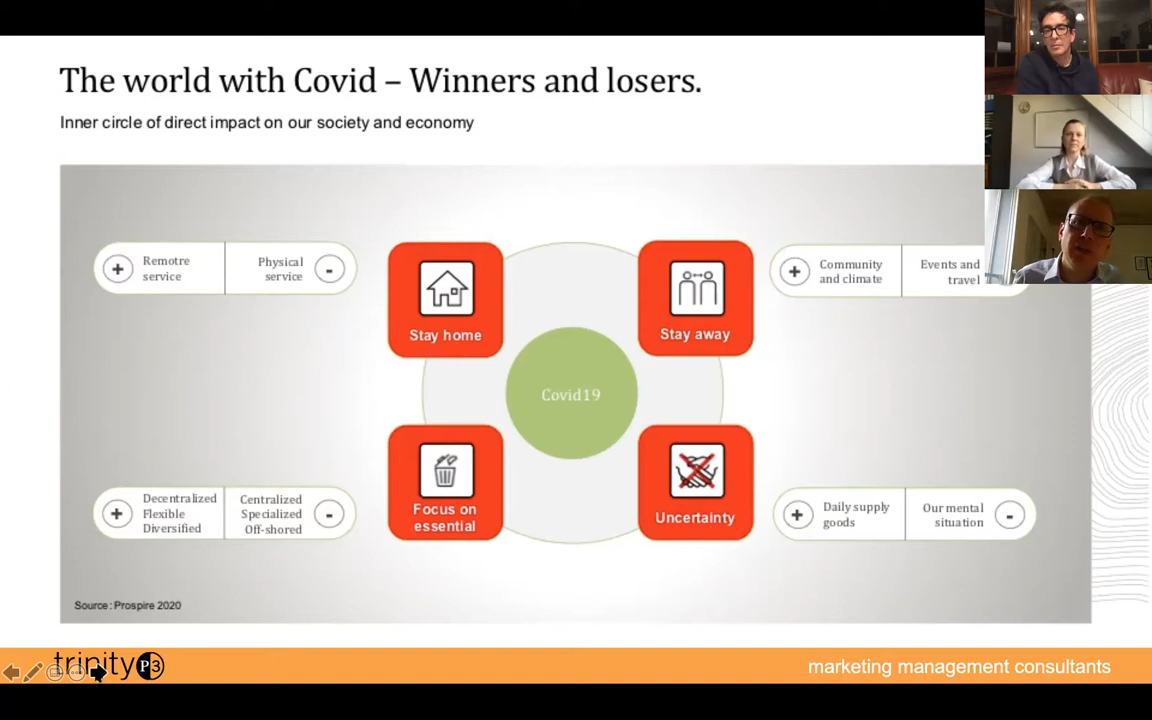 The world with Covid – Winners and losers.
Inner circle of direct impact on our society and economy
+
Remotre
service
Physical
service
-
Stay home
Stay away
+
Community
and climate
Events and
travel
Covid19
+
Decentralized
Flexible
Diversified
Centralized
Specialized
Off-shored
-
Focus on
essential
Uncertainty
+
Daily supply
goods
Our mental
situation
-
Source: Prospire 2020
trinity P3
marketing management consultants